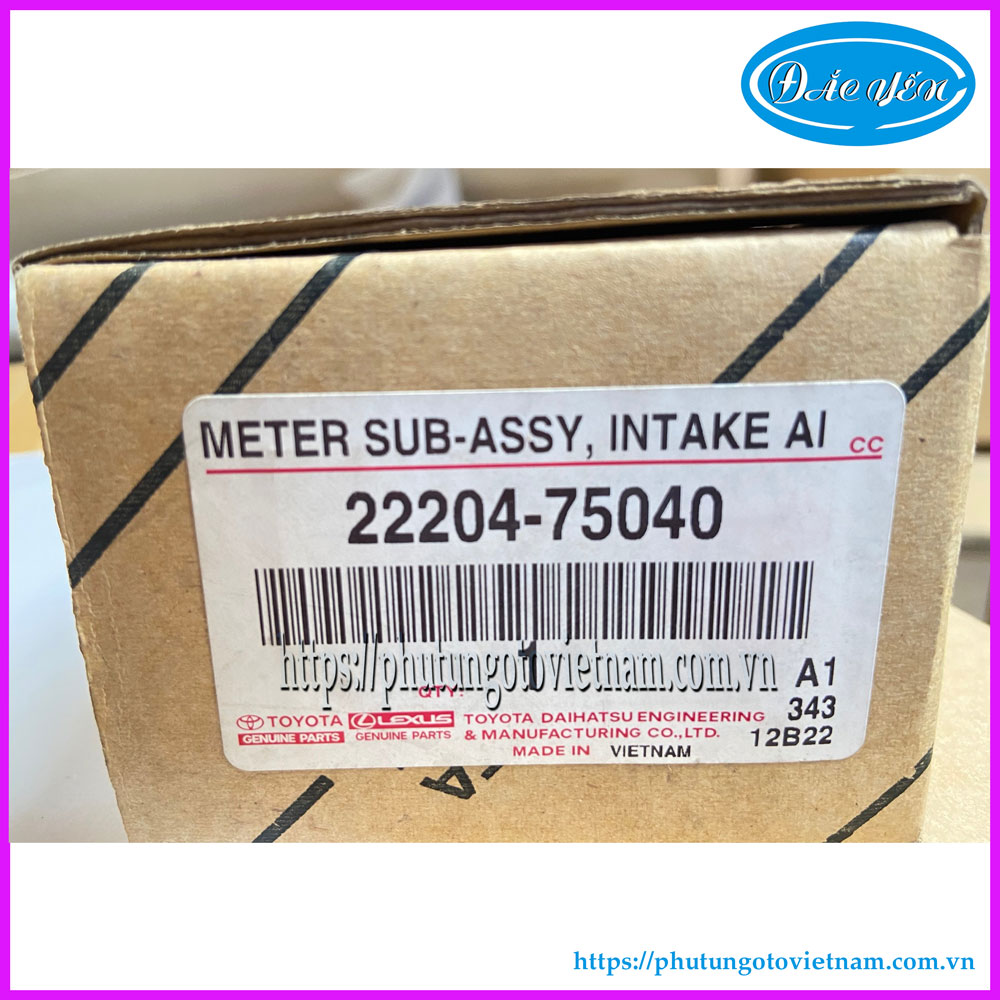 ĐẮC YẾN
METER SUB-ASSY, INTAKE AI CC
22204-75040
1
https://phutungotovietnam.com.vn
QTY:
A1
343
12B22
TOYOTA
GENUINE PARTS
LEXUS
GENUINE PARTS
TOYOTA DAIHATSU ENGINEERING
& MANUFACTURING CO.,LTD.
MADE IN VIETNAM
https://phutungotovietnam.com.vn